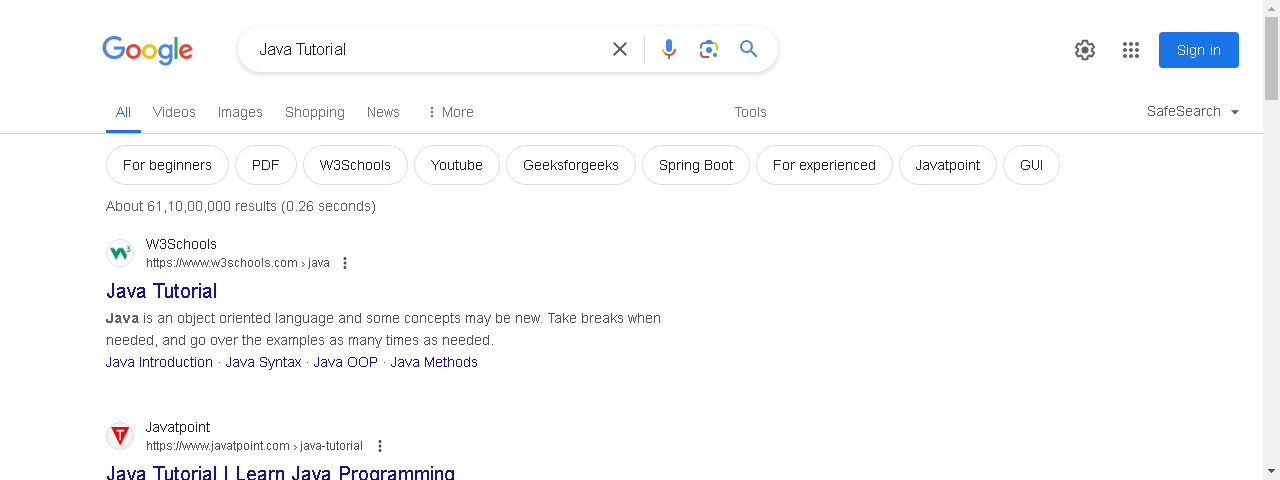 Google
Java Tutorial
Sign in
All Videos Images Shopping News More Tools SafeSearch
For beginners PDF W3Schools Youtube Geeksforgeeks Spring Boot For experienced Javatpoint GUI
About 61,10,00,000 results (0.26 seconds)
W3Schools
https://www.w3schools.com › java
Java Tutorial
Java is an object oriented language and some concepts may be new. Take breaks when
needed, and go over the examples as many times as needed.
Java Introduction · Java Syntax · Java OOP · Java Methods
Javatpoint
https://www.javatpoint.com › java-tutorial
Java Tutorial | Learn Java Programming